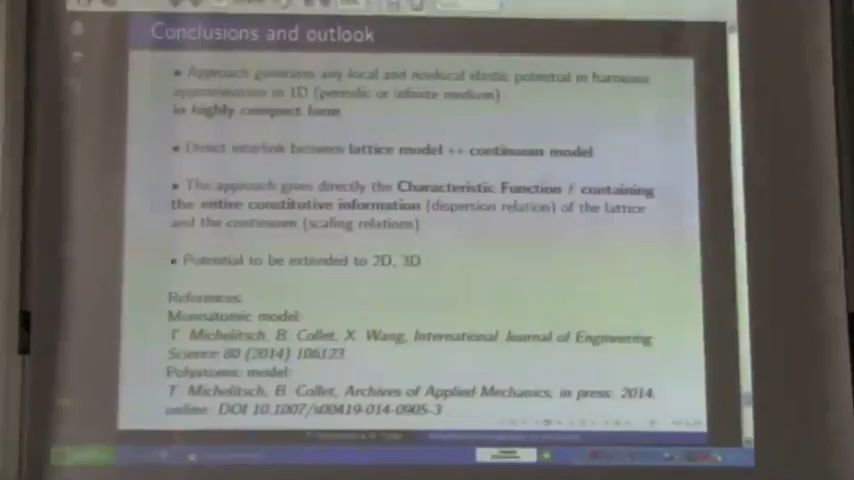 Conclusions and outlook
• Approach generates any local and nonlocal elastic potential in harmonic
approximation in 1D (periodic or infinite medium)
in highly compact form
• Direct interlink between lattice model ↔ continuum model
• The approach gives directly the Characteristic Function f containing
the entire constitutive information (dispersion relation) of the lattice
and the continuum (scaling relations)
• Potential to be extended to 2D, 3D
References:
Monoatomic model:
T. Michelitsch, B. Collet, X. Wang, International Journal of Engineering
Science 80 (2014) 106123
Polyatomic model:
T. Michelitsch, B. Collet, Archives of Applied Mechanics, in press. 2014,
online: DOI 10.1007/s00419-014-0905-3